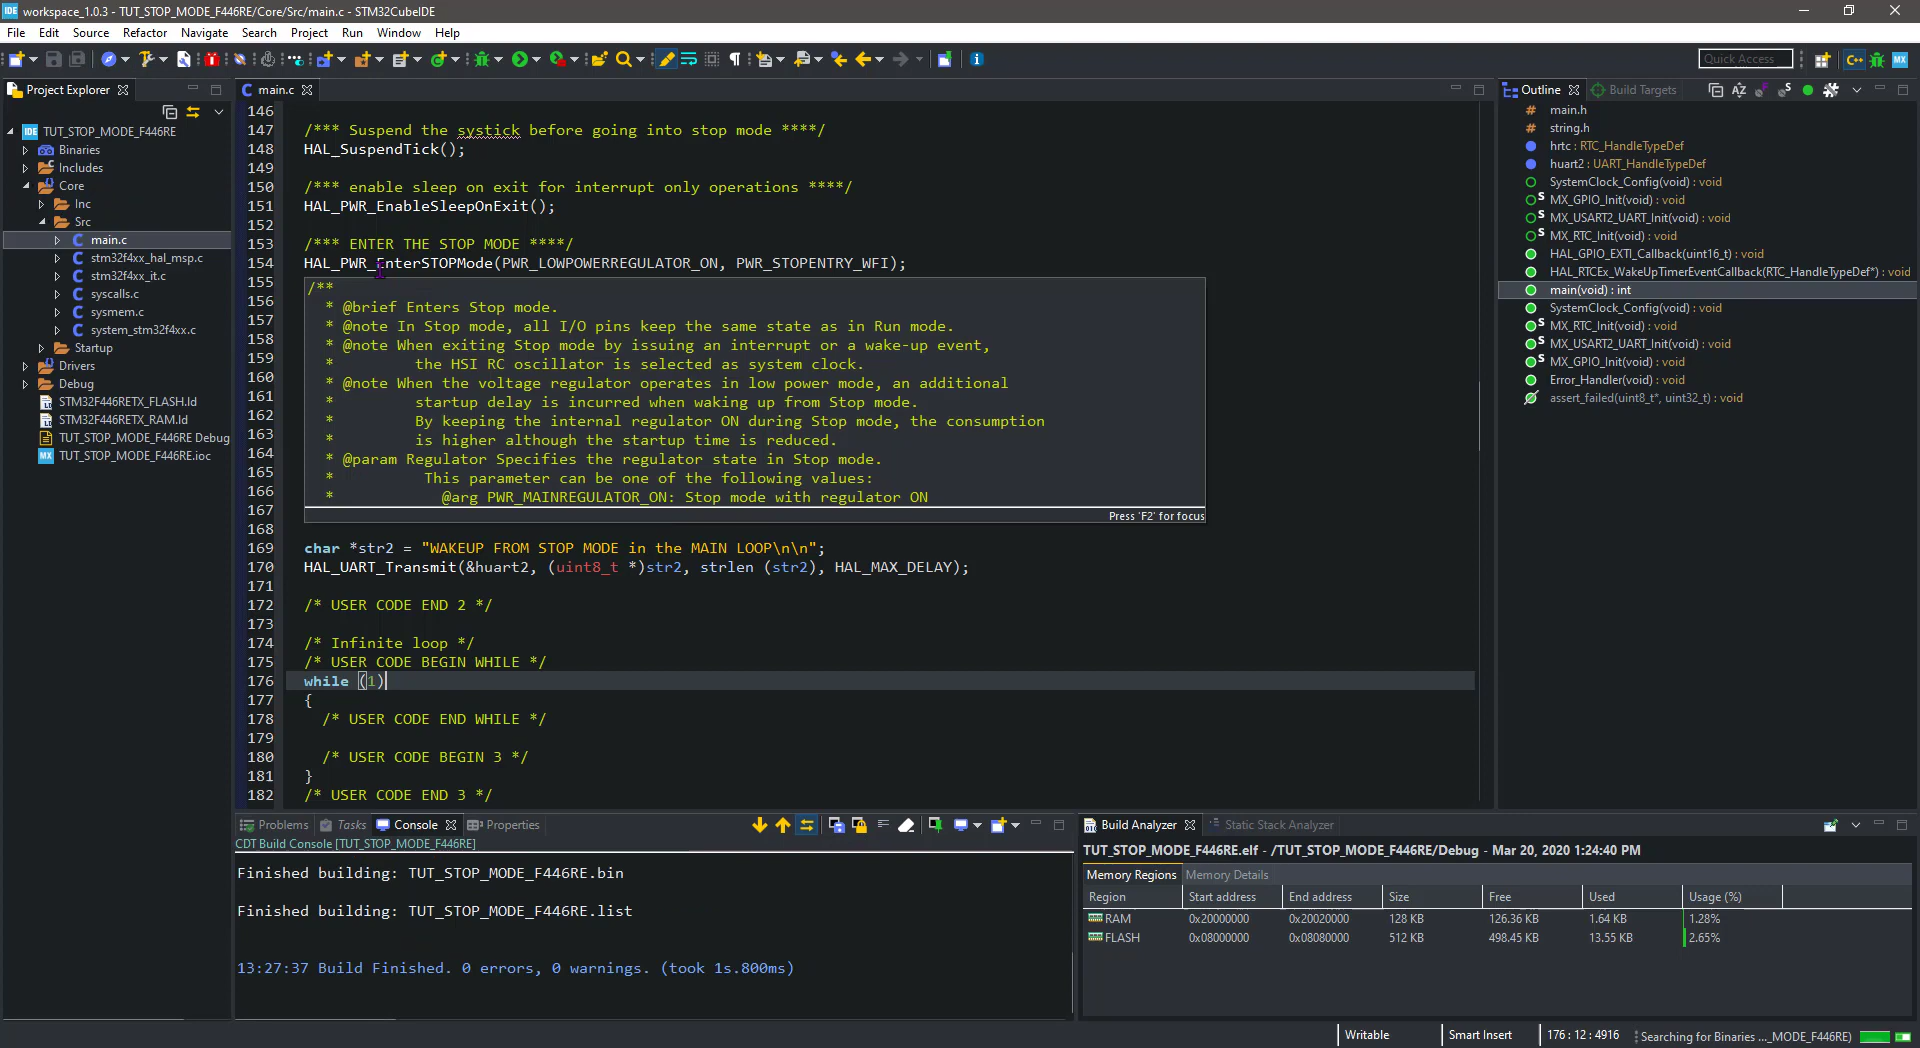 workspace_1.0.3 - TUT_STOP_MODE_F446RE/Core/Src/main.c - STM32CubeIDE
File Edit Source Refactor Navigate Search Project Run Window Help
Quick Access
Project Explorer
TUT_STOP_MODE_F446RE
Binaries
Includes
Core
Inc
Src
main.c
stm32f4xx_hal_msp.c
stm32f4xx_it.c
syscalls.c
sysmem.c
system_stm32f4xx.c
Startup
Drivers
Debug
STM32F446RETX_FLASH.ld
STM32F446RETX_RAM.ld
TUT_STOP_MODE_F446RE Debug
TUT_STOP_MODE_F446RE.ioc
main.c
146
147 /*** Suspend the systick before going into stop mode ****/
148 HAL_SuspendTick();
149
150 /*** enable sleep on exit for interrupt only operations ****/
151 HAL_PWR_EnableSleepOnExit();
152
153 /*** ENTER THE STOP MODE ****/
154 HAL_PWR_EnterSTOPMode(PWR_LOWPOWERREGULATOR_ON, PWR_STOPENTRY_WFI);
155
156
157
158
159
160
161
162
163
164
165
166
167
168
/**
* @brief Enters Stop mode.
* @note In Stop mode, all I/O pins keep the same state as in Run mode.
* @note When exiting Stop mode by issuing an interrupt or a wake-up event,
* the HSI RC oscillator is selected as system clock.
* @note When the voltage regulator operates in low power mode, an additional
* startup delay is incurred when waking up from Stop mode.
* By keeping the internal regulator ON during Stop mode, the consumption
* is higher although the startup time is reduced.
* @param Regulator Specifies the regulator state in Stop mode.
* This parameter can be one of the following values:
* @arg PWR_MAINREGULATOR_ON: Stop mode with regulator ON
Press 'F2' for focus
169 char *str2 = "WAKEUP FROM STOP MODE in the MAIN LOOP\n\n";
170 HAL_UART_Transmit(&huart2, (uint8_t *)str2, strlen (str2), HAL_MAX_DELAY);
171
172 /* USER CODE END 2 */
173
174 /* Infinite loop */
175 /* USER CODE BEGIN WHILE */
176 while (1)
177 {
178 /* USER CODE END WHILE */
179
180 /* USER CODE BEGIN 3 */
181 }
182 /* USER CODE END 3 */
Outline Build Targets
main.h
string.h
hrtc : RTC_HandleTypeDef
huart2 : UART_HandleTypeDef
SystemClock_Config(void) : void
MX_GPIO_Init(void) : void
MX_USART2_UART_Init(void) : void
MX_RTC_Init(void) : void
HAL_GPIO_EXTI_Callback(uint16_t) : void
HAL_RTCEx_WakeUpTimerEventCallback(RTC_HandleTypeDef*) : void
main(void) : int
SystemClock_Config(void) : void
MX_RTC_Init(void) : void
MX_USART2_UART_Init(void) : void
MX_GPIO_Init(void) : void
Error_Handler(void) : void
assert_failed(uint8_t*, uint32_t) : void
Problems Tasks Console Properties
CDT Build Console [TUT_STOP_MODE_F446RE]
Finished building: TUT_STOP_MODE_F446RE.bin
Finished building: TUT_STOP_MODE_F446RE.list
13:27:37 Build Finished. 0 errors, 0 warnings. (took 1s.800ms)
Build Analyzer Static Stack Analyzer
TUT_STOP_MODE_F446RE.elf - /TUT_STOP_MODE_F446RE/Debug - Mar 20, 2020 1:24:40 PM
Memory Regions Memory Details
Region Start address End address Size Free Used Usage (%)
RAM 0x20000000 0x20020000 128 KB 126.36 KB 1.64 KB 1.28%
FLASH 0x08000000 0x08080000 512 KB 498.45 KB 13.55 KB 2.65%
Writable Smart Insert 176 : 12 : 4916 Searching for Binaries ..._MODE_F446RE)